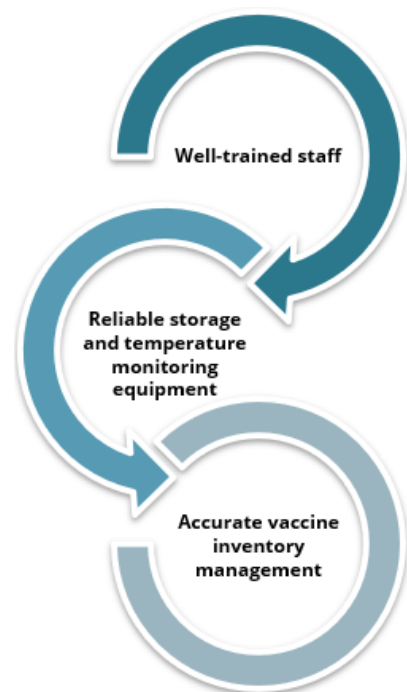 Well-trained staff
Reliable storage
and temperature
monitoring
equipment
Accurate vaccine
inventory
management